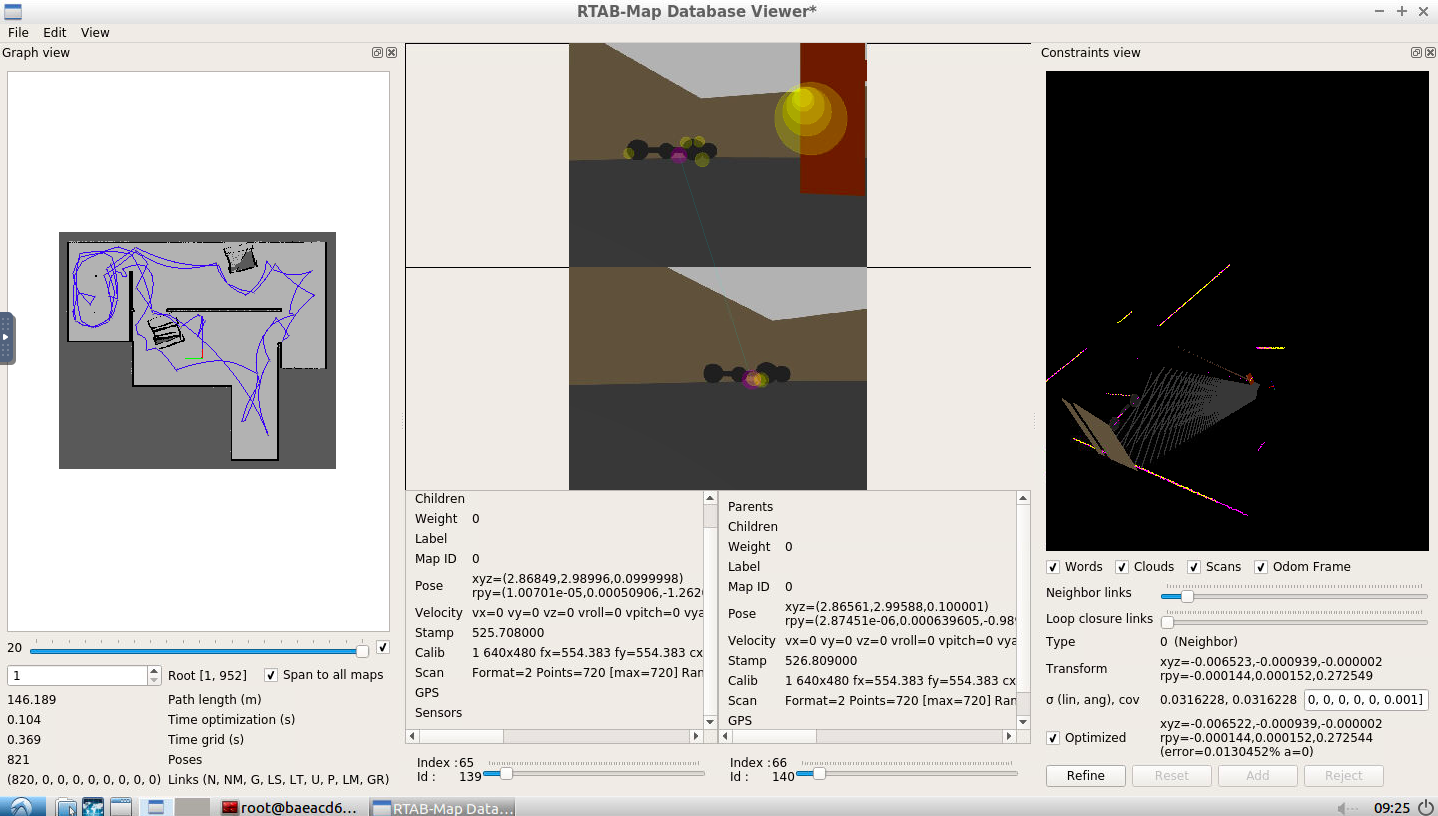 RTAB-Map Database Viewer*
File Edit View
Graph view
20
1
Root [1, 952]
Span to all maps
146.189 Path length (m)
0.104 Time optimization (s)
0.369 Time grid (s)
821 Poses
(820, 0, 0, 0, 0, 0, 0, 0, 0) Links (N, NM, G, LS, LT, U, P, LM, GR)
Children
Weight 0
Label
Map ID 0
Pose xyz=(2.86849,2.98996,0.0999998)
rpy=(1.00701e-05,0.00050906,-1.2620
Velocity vx=0 vy=0 vz=0 vroll=0 vpitch=0 vya
Stamp 525.708000
Calib 1 640x480 fx=554.383 fy=554.383 cx
Scan Format=2 Points=720 [max=720] Ran
GPS
Sensors
Index : 65
Id : 139
Parents
Children
Weight 0
Label
Map ID 0
Pose xyz=(2.86561,2.99588,0.100001)
rpy=(2.87451e-06,0.000639605,-0.989
Velocity vx=0 vy=0 vz=0 vroll=0 vpitch=0 vya
Stamp 526.809000
Calib 1 640x480 fx=554.383 fy=554.383 cx
Scan Format=2 Points=720 [max=720] Ran
GPS
Index : 66
Id : 140
Constraints view
Words Clouds Scans Odom Frame
Neighbor links
Loop closure links
Type 0 (Neighbor)
Transform xyz=-0.006523,-0.000939,-0.000002
rpy=-0.000144,0.000152,0.272549
σ (lin, ang), cov 0.0316228, 0.0316228 0, 0, 0, 0, 0, 0.001]
Optimized xyz=-0.006522,-0.000939,-0.000002
rpy=-0.000144,0.000152,0.272544
(error=0.0130452% a=0)
Refine Reset Add Reject
root@baeacd6... RTAB-Map Data... 09:25